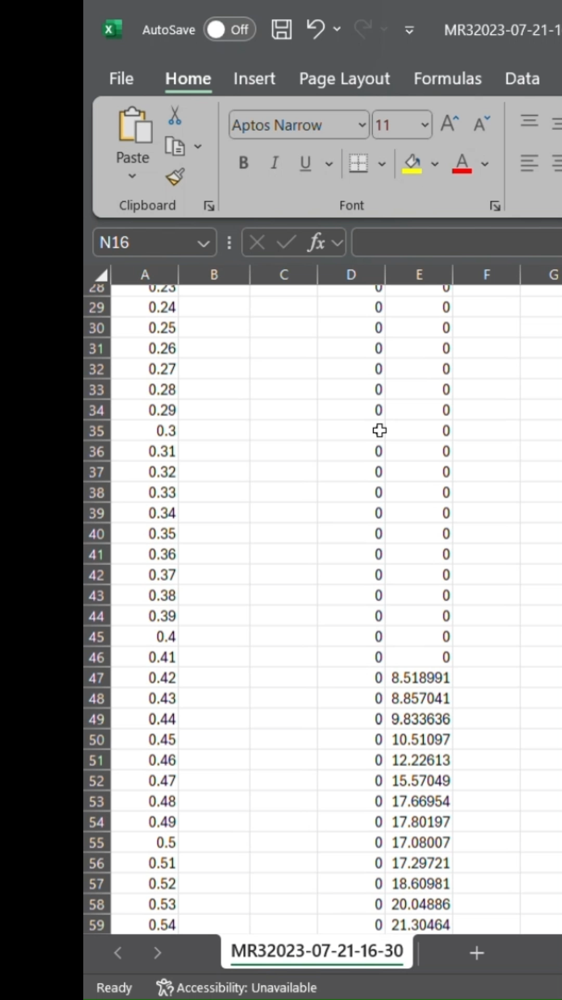 AutoSave Off MR32023-07-21-1
File Home Insert Page Layout Formulas Data
Aptos Narrow 11 A A
Paste B I U A
Clipboard Font
N16 fx
A B C D E F G
28 0.23 0 0
29 0.24 0 0
30 0.25 0 0
31 0.26 0 0
32 0.27 0 0
33 0.28 0 0
34 0.29 0 0
35 0.3 0
36 0.31 0 0
37 0.32 0 0
38 0.33 0 0
39 0.34 0 0
40 0.35 0 0
41 0.36 0 0
42 0.37 0 0
43 0.38 0 0
44 0.39 0 0
45 0.4 0 0
46 0.41 0 0
47 0.42 0 8.518991
48 0.43 0 8.857041
49 0.44 0 9.833636
50 0.45 0 10.51097
51 0.46 0 12.22613
52 0.47 0 15.57049
53 0.48 0 17.66954
54 0.49 0 17.80197
55 0.5 0 17.08007
56 0.51 0 17.29721
57 0.52 0 18.60981
58 0.53 0 20.04886
59 0.54 0 21.30464
MR32023-07-21-16-30
Ready Accessibility: Unavailable